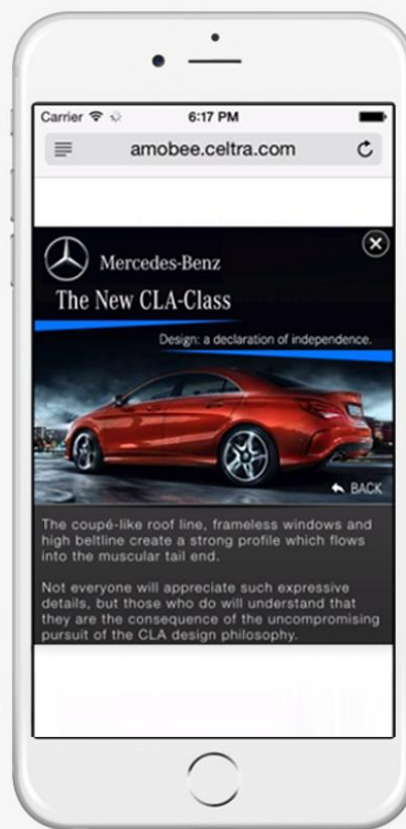 Carrier 6:17 PM
amobee.celtra.com
Mercedes-Benz
The New CLA-Class
Design: a declaration of independence.
BACK
The coupé-like roof line, frameless windows and
high beltline create a strong profile which flows
into the muscular tail end.
Not everyone will appreciate such expressive
details, but those who do will understand that
they are the consequence of the uncompromising
pursuit of the CLA design philosophy.